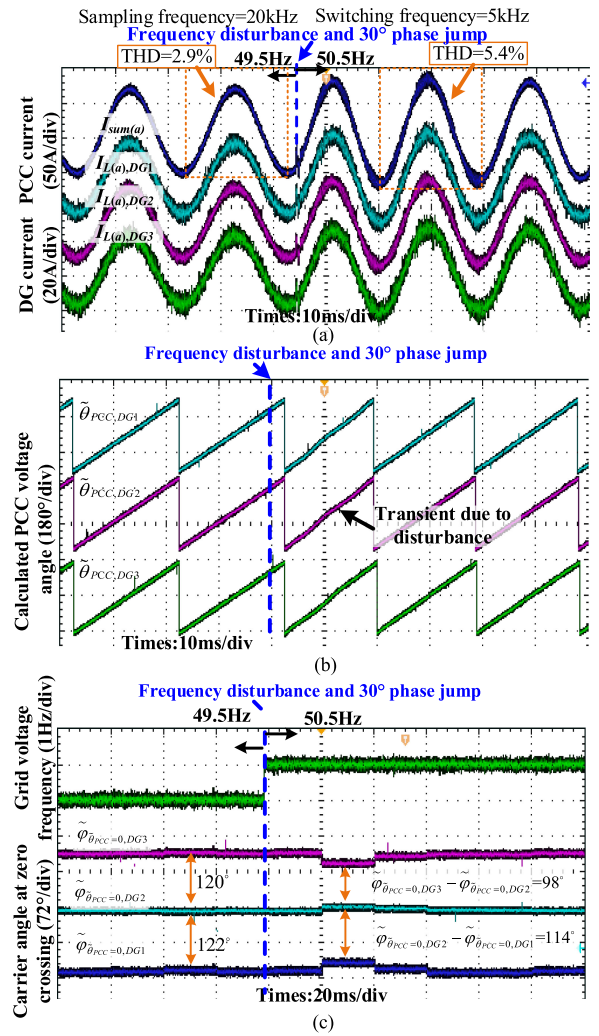 Sampling frequency=20kHz Switching frequency=5kHz
(a) Frequency disturbance and 30° phase jump
THD=2.9% 49.5Hz 50.5Hz THD=5.4%
PCC current
(50A/div)
DG current
(20A/div)
I_sum(a)
I_L(a),DG1
I_L(a),DG2
I_L(a),DG3
Times:10ms/div
(a)
Frequency disturbance and 30° phase jump
Calculated PCC voltage
angle (180°/div)
θ̃_PCC,DG1
θ̃_PCC,DG2
Transient due to
disturbance
θ_PCC,DG3
Times:10ms/div
(b)
Frequency disturbance and 30° phase jump
49.5Hz 50.5Hz
Grid voltage
frequency (1Hz/div)
Carrier angle at zero
crossing (72°/div)
φ̃_θ̃PCC=0,DG3
120° φ̃_θ̃PCC=0,DG3 − φ̃_θ̃PCC=0,DG2=98°
φ̃_θ̃PCC=0,DG2
122° φ̃_θ̃PCC=0,DG2 − φ̃_θ̃PCC=0,DG1=114°
φ̃_θ̃PCC=0,DG1
Times:20ms/div
(c)